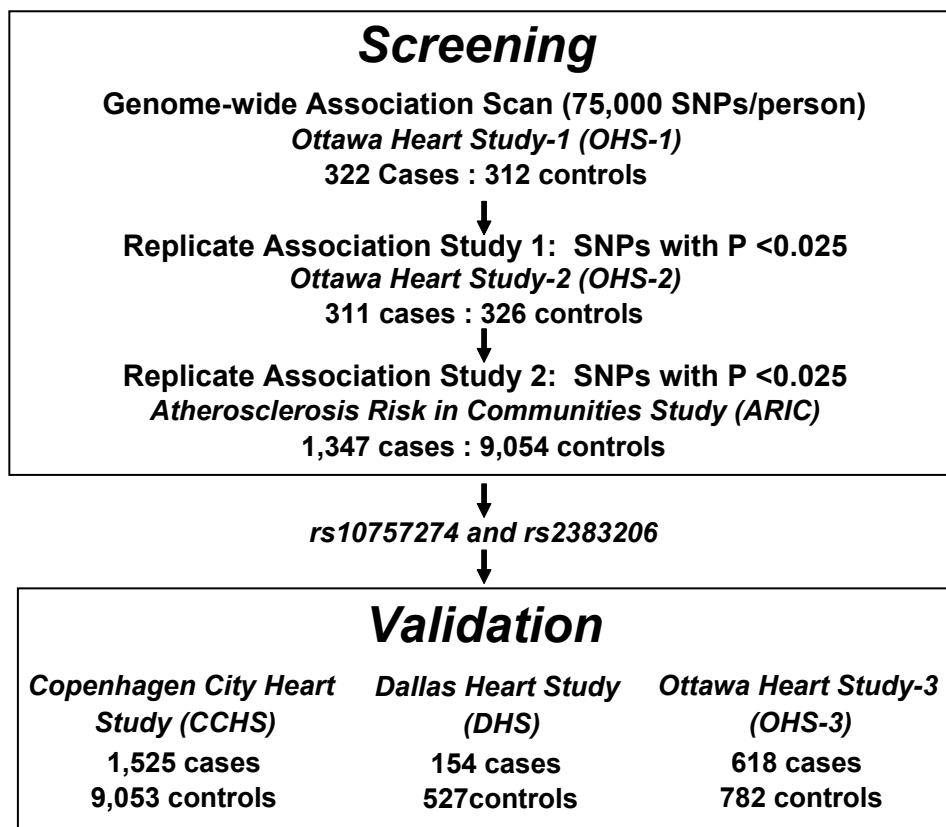 Screening
Genome-wide Association Scan (75,000 SNPs/person)
Ottawa Heart Study-1 (OHS-1)
322 Cases : 312 controls
Replicate Association Study 1:  SNPs with P <0.025
Ottawa Heart Study-2 (OHS-2)
311 cases : 326 controls
Replicate Association Study 2:  SNPs with P <0.025
Atherosclerosis Risk in Communities Study (ARIC)
1,347 cases : 9,054 controls
rs10757274 and rs2383206
Validation
Copenhagen City Heart
Study (CCHS)
1,525 cases
9,053 controls
Dallas Heart Study
(DHS)
154 cases
527controls
Ottawa Heart Study-3
(OHS-3)
618 cases
782 controls